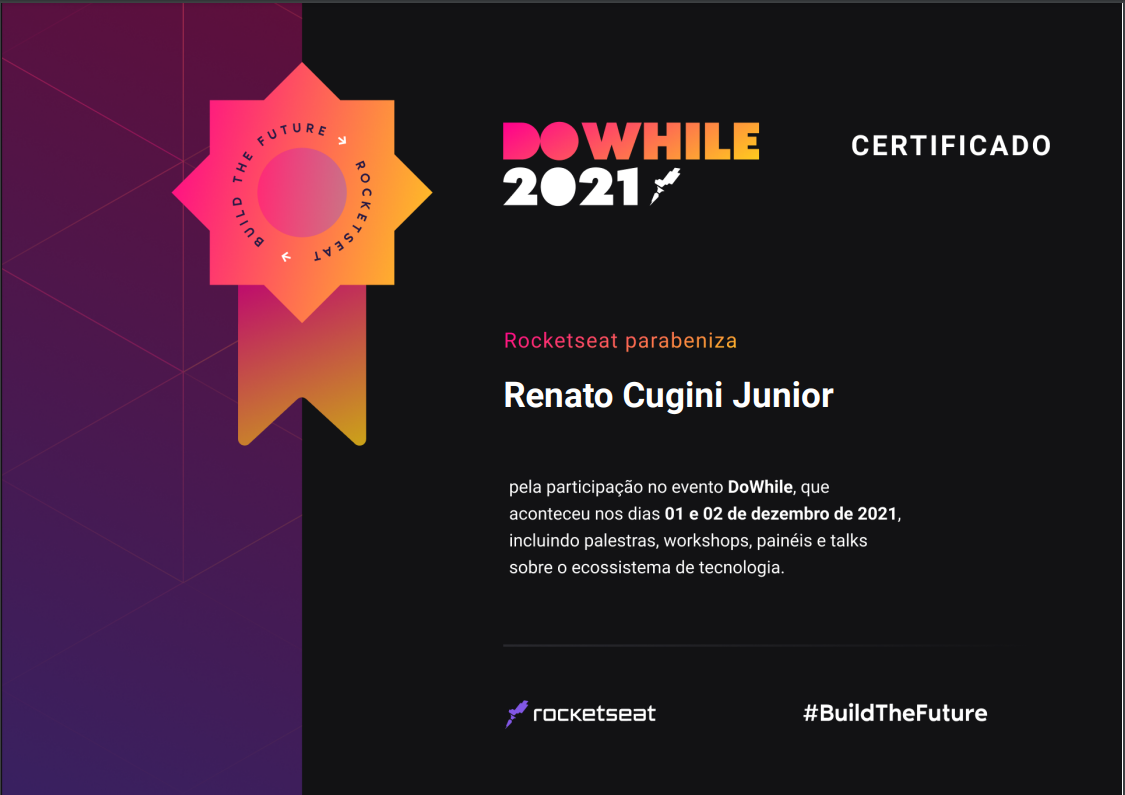 BUILD THE FUTURE → ROCKETSEAT →
DOWHILE
2021
CERTIFICADO
Rocketseat parabeniza
Renato Cugini Junior
pela participação no evento DoWhile, que
aconteceu nos dias 01 e 02 de dezembro de 2021,
incluindo palestras, workshops, painéis e talks
sobre o ecossistema de tecnologia.
rocketseat
#BuildTheFuture